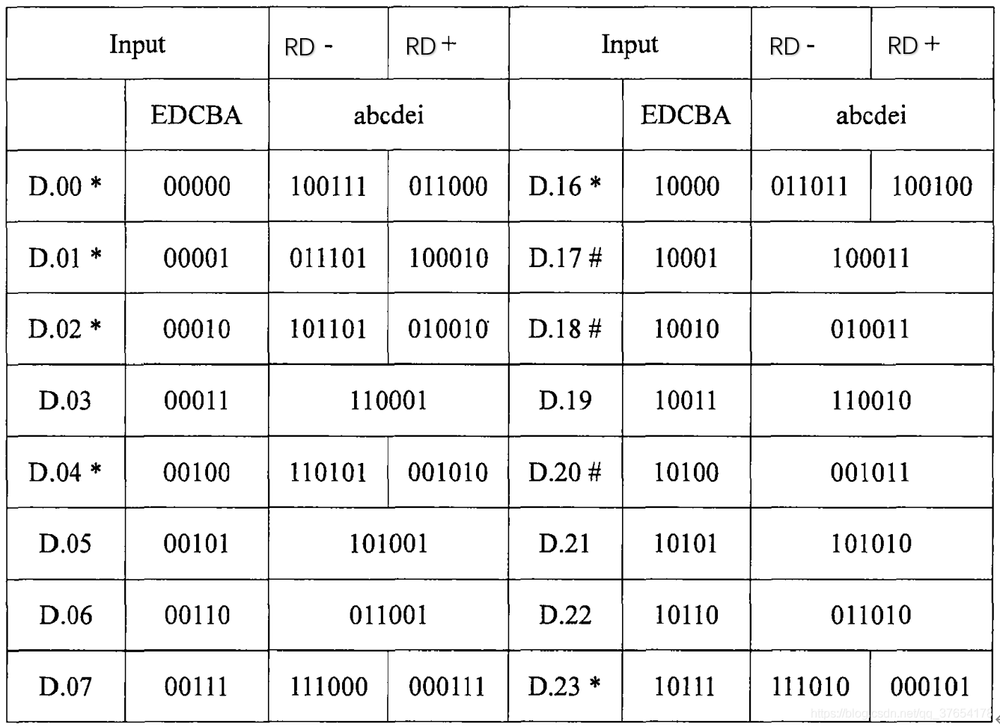 Input RD - RD + Input RD - RD +
EDCBA abcdei EDCBA abcdei
D.00 * 00000 100111 011000 D.16 * 10000 011011 100100
D.01 * 00001 011101 100010 D.17 # 10001 100011
D.02 * 00010 101101 010010 D.18 # 10010 010011
D.03 00011 110001 D.19 10011 110010
D.04 * 00100 110101 001010 D.20 # 10100 001011
D.05 00101 101001 D.21 10101 101010
D.06 00110 011001 D.22 10110 011010
D.07 00111 111000 000111 D.23 * 10111 111010 000101
https://blog.csdn.net/qq_37654178